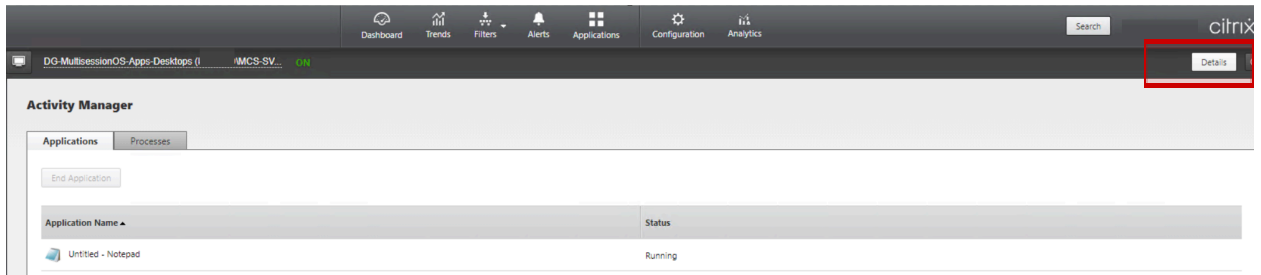 Dashboard Trends Filters Alerts Applications Configuration Analytics Search citrix
DG-MultisessionOS-Apps-Desktops ( \MCS-SV... ON Details
Activity Manager
Applications Processes
End Application
Application Name Status
Untitled - Notepad Running